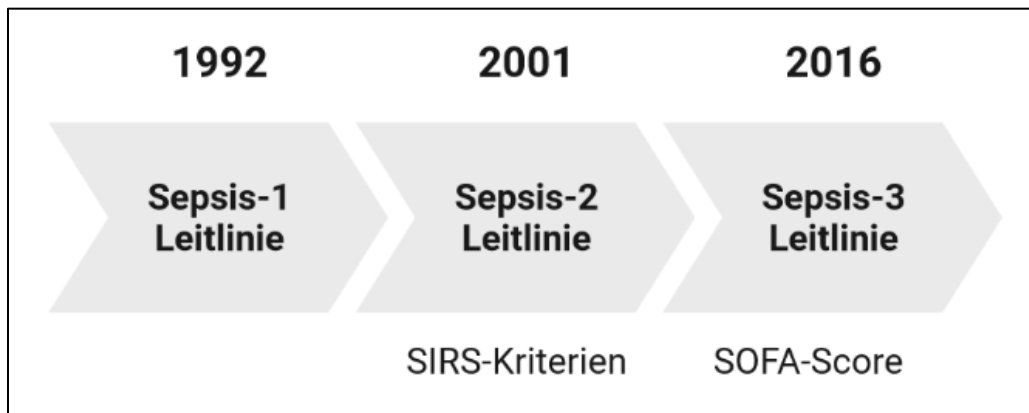 1992
2001
2016
Sepsis-1
Leitlinie
Sepsis-2
Leitlinie
Sepsis-3
Leitlinie
SIRS-Kriterien
SOFA-Score